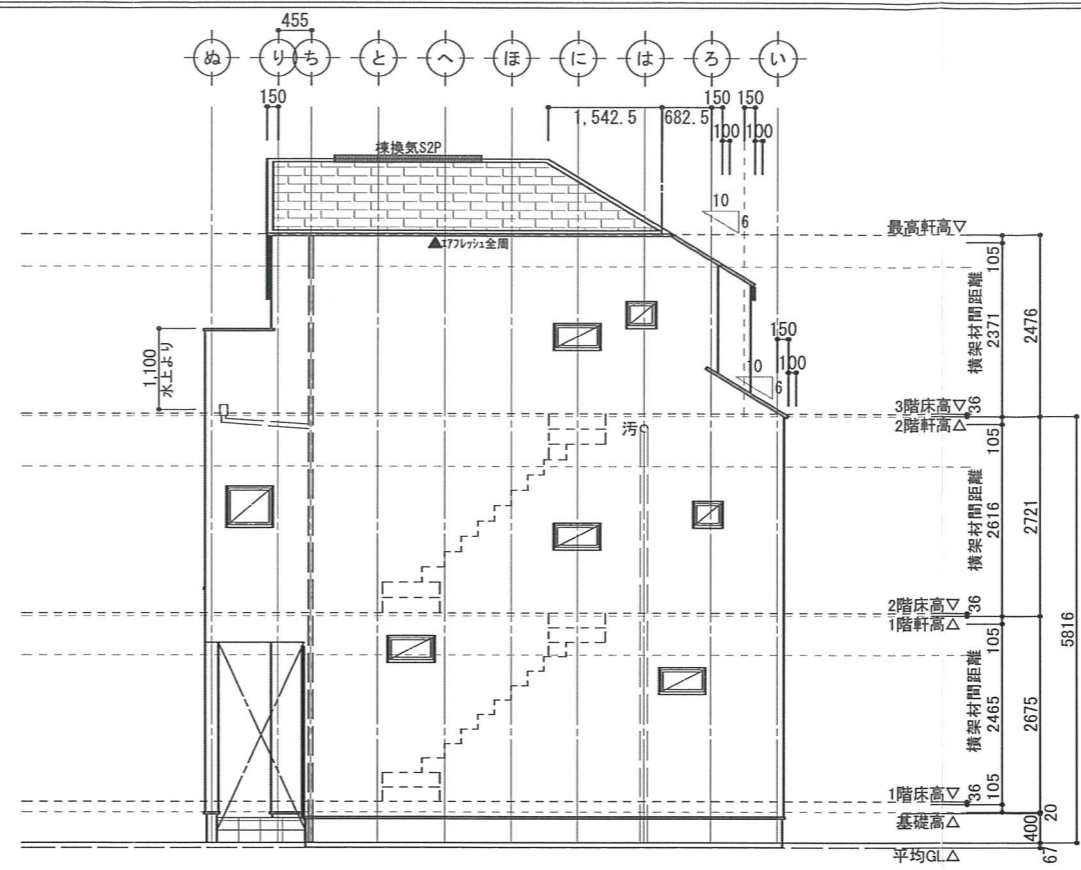 455
ぬ り ち と へ ほ に は ろ い
150
1,542.5
682.5
150
150
100
100
棟換気S2P
10
6
▲エアフレッシュ全周
最高軒高▽
105
横架材間距離
2371
2476
1,100
水上より
150
100
10
6
36
3階床高▽
2階軒高△
105
汚
横架材間距離
2616
2721
36
2階床高▽
1階軒高△
105
5816
横架材間距離
2465
2675
1階床高▽
36
105
基礎高△
400
20
平均GL△
67